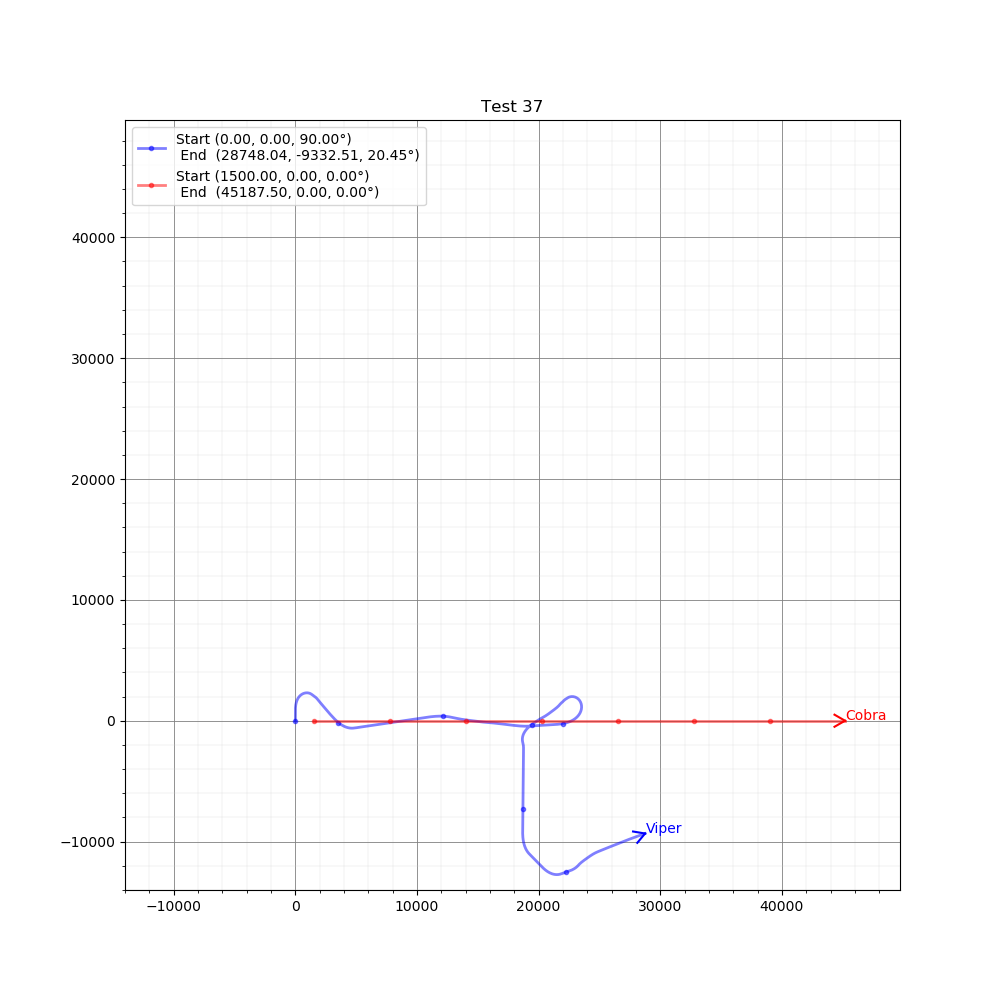 Test 37
Start (0.00, 0.00, 90.00°)
End  (28748.04, -9332.51, 20.45°)
Start (1500.00, 0.00, 0.00°)
End  (45187.50, 0.00, 0.00°)
40000
30000
20000
10000
0
−10000
Cobra
Viper
−10000
0
10000
20000
30000
40000